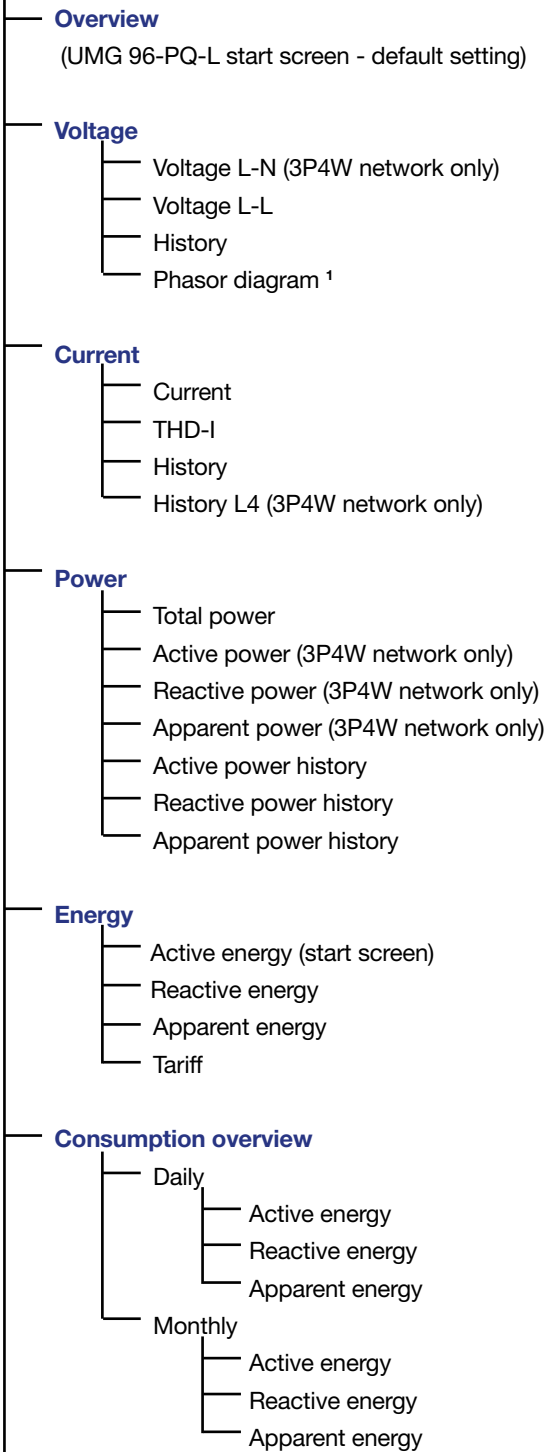 Overview
(UMG 96-PQ-L start screen - default setting)
Voltage
Voltage L-N (3P4W network only)
Voltage L-L
History
Phasor diagram ¹
Current
Current
THD-I
History
History L4 (3P4W network only)
Power
Total power
Active power (3P4W network only)
Reactive power (3P4W network only)
Apparent power (3P4W network only)
Active power history
Reactive power history
Apparent power history
Energy
Active energy (start screen)
Reactive energy
Apparent energy
Tariff
Consumption overview
Daily
Active energy
Reactive energy
Apparent energy
Monthly
Active energy
Reactive energy
Apparent energy